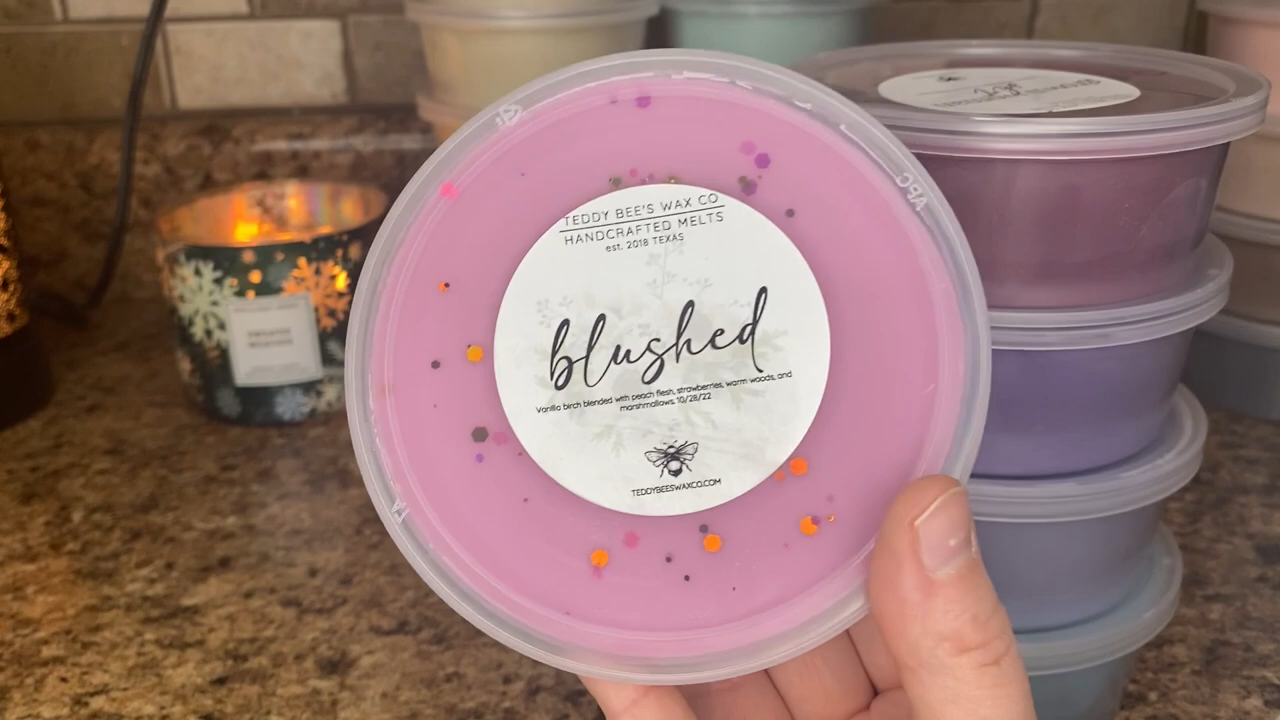 TEDDY BEE'S WAX CO
HANDCRAFTED MELTS
est. 2018 TEXAS
blushed
Vanilla birch blended with peach flesh, strawberries, warm woods, and
marshmallows. 10/28/22
TEDDYBEESWAXCO.COM
APC